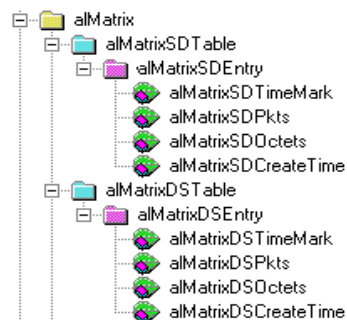 alMatrix
alMatrixSDTable
alMatrixSDEntry
alMatrixSDTimeMark
alMatrixSDPkts
alMatrixSDOctets
alMatrixSDCreateTime
alMatrixDSTable
alMatrixDSEntry
alMatrixDSTimeMark
alMatrixDSPkts
alMatrixDSOctets
alMatrixDSCreateTime